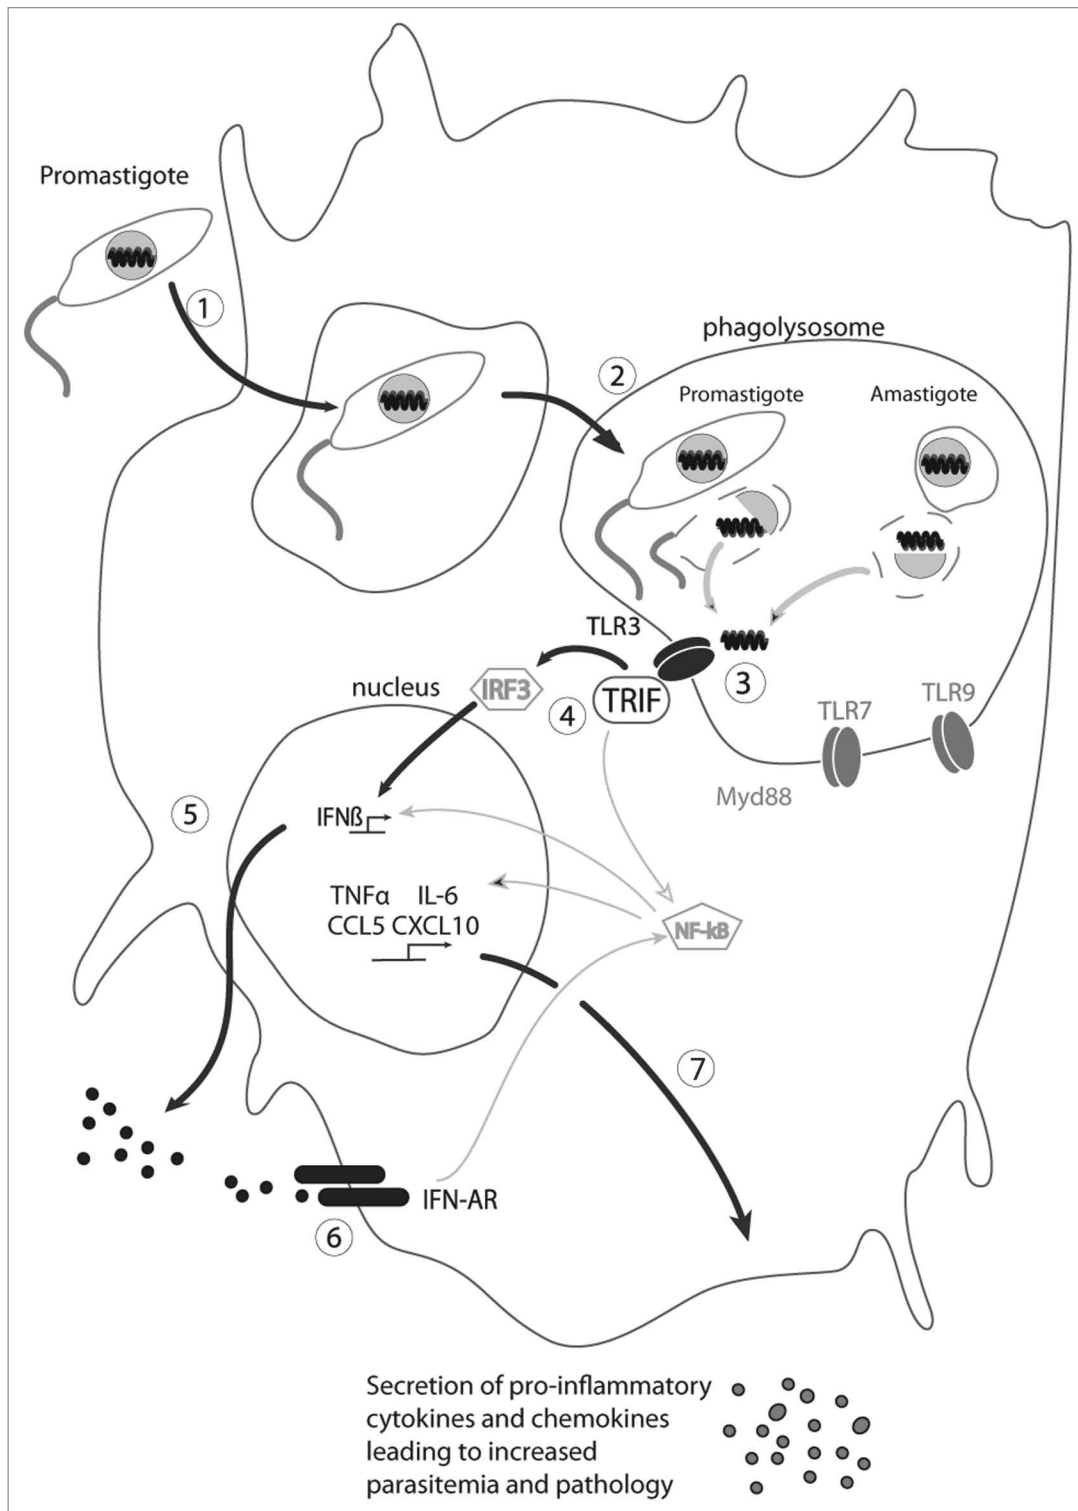 Promastigote
1
phagolysosome
2
Promastigote
Amastigote
TLR3
3
nucleus
IRF3
4
TRIF
TLR7
TLR9
Myd88
5
IFNß
TNFα IL-6
CCL5 CXCL10
NF-kB
7
IFN-AR
6
Secretion of pro-inflammatory
cytokines and chemokines
leading to increased
parasitemia and pathology